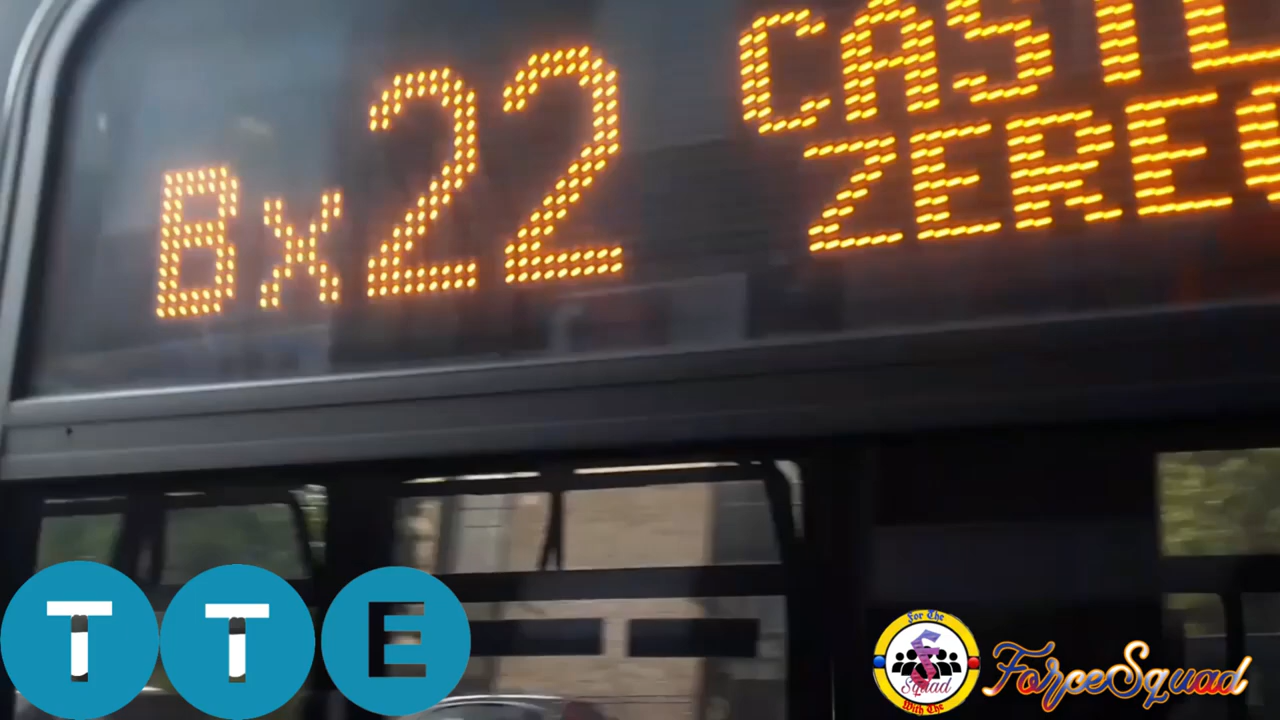 Bx22
CASTL
ZERE
TTE
For The
Squad
With The
ForceSquad